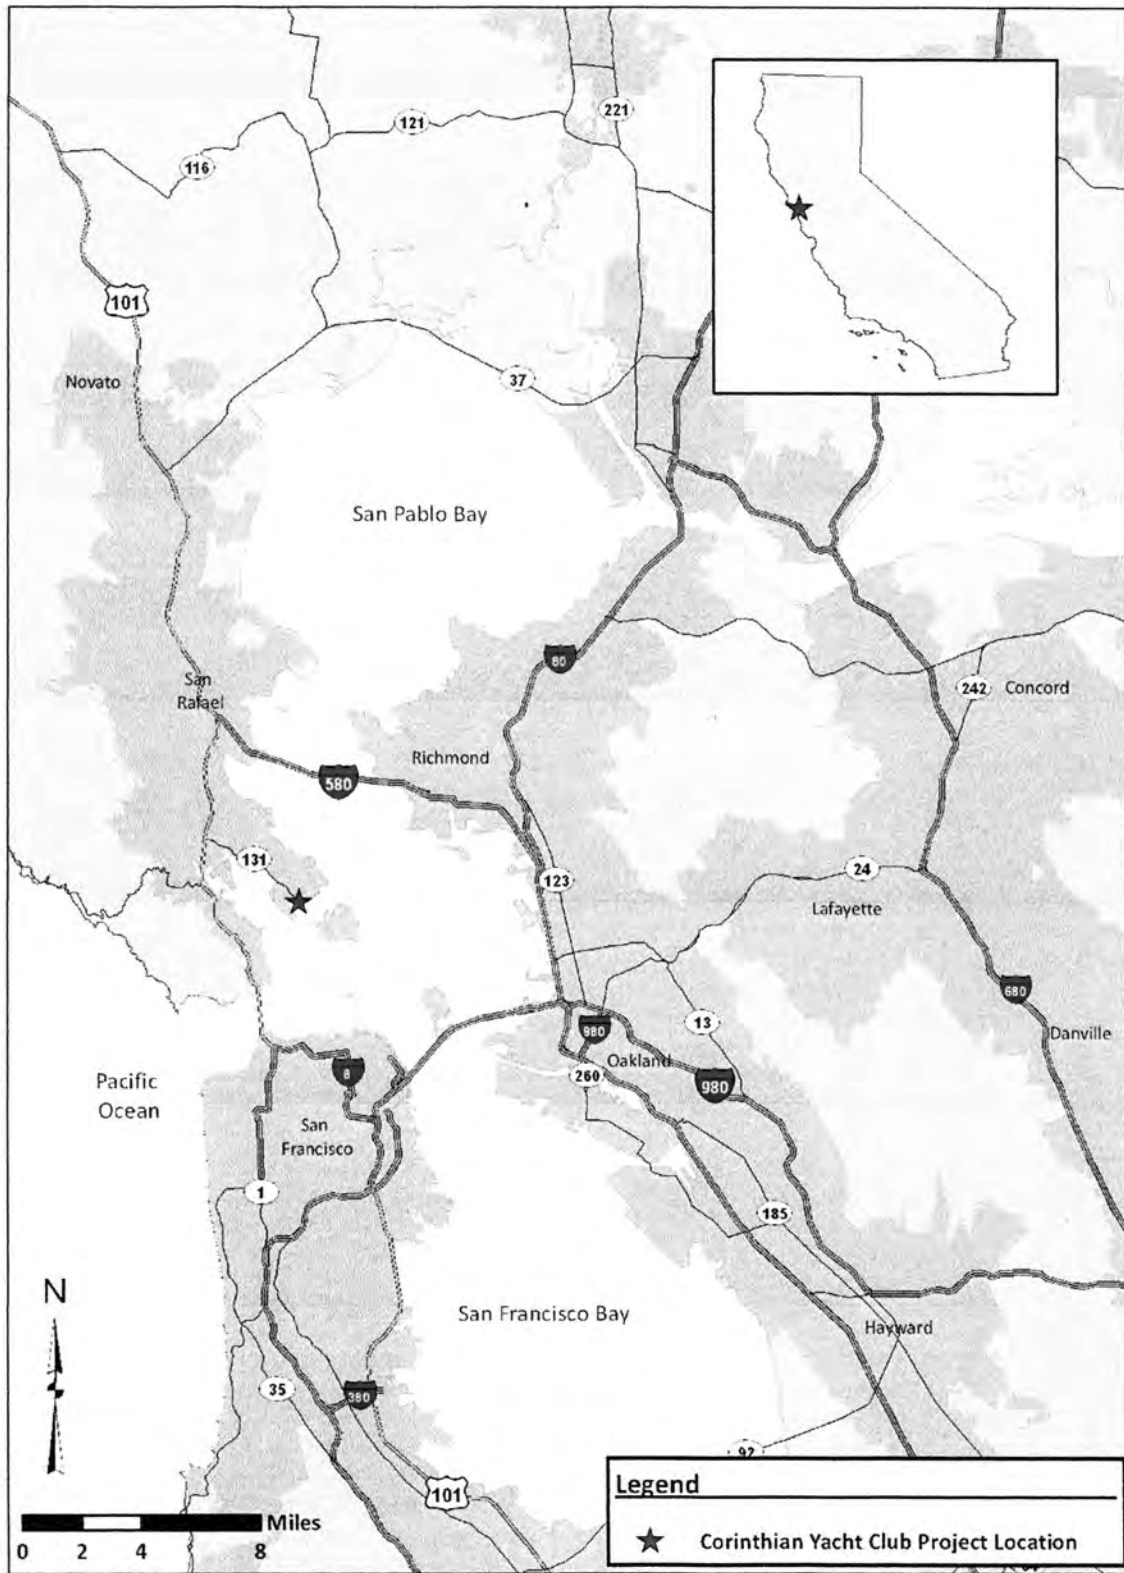 221
121
116
101
Novato
37
San Pablo Bay
80
San
Rafael
242
Concord
Richmond
580
131
123
24
Lafayette
680
13
980
Danville
Oakland
260
980
8
Pacific
Ocean
San
Francisco
1
185
N
San Francisco Bay
Hayward
35
380
92
101
Legend
Miles
0 2 4 8
Corinthian Yacht Club Project Location